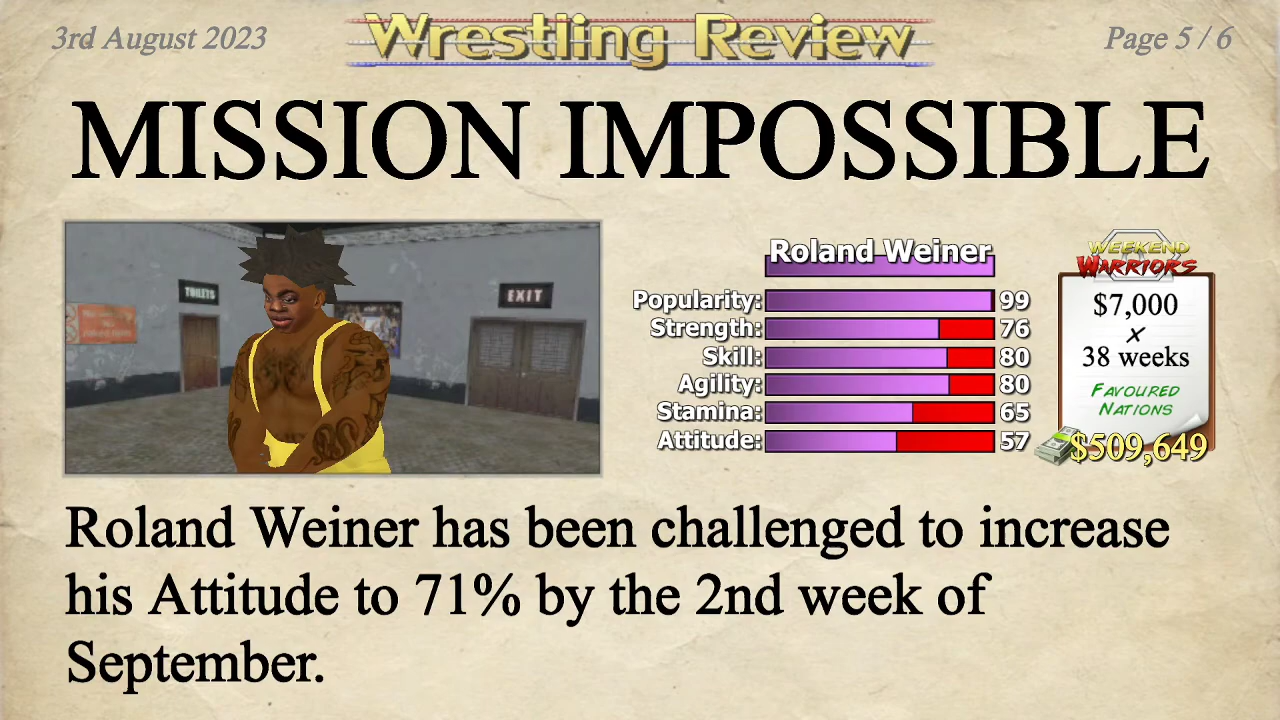 3rd August 2023
Wrestling Review
Page 5 / 6
MISSION IMPOSSIBLE
TOILETS
EXIT
Roland Weiner
Popularity: 99
Strength: 76
Skill: 80
Agility: 80
Stamina: 65
Attitude: 57
WEEKEND
WARRIORS
$7,000
x
38 weeks
FAVOURED
NATIONS
$509,649
Roland Weiner has been challenged to increase
his Attitude to 71% by the 2nd week of
September.